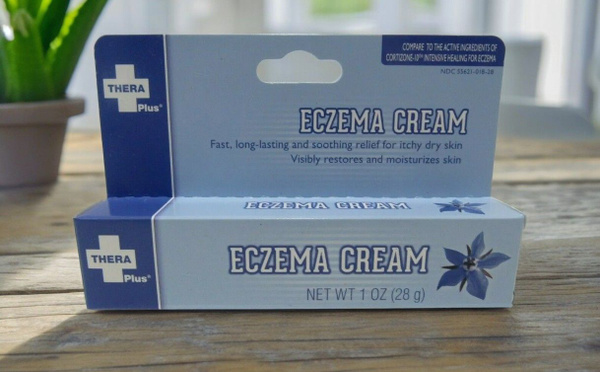 COMPARE TO THE ACTIVE INGREDIENTS OF
CORTIZONE-10™ INTENSIVE HEALING FOR ECZEMA
NDC
THERA
Plus®
ECZEMA CREAM
Fast, long-lasting and soothing relief for itchy dry skin
Visibly restores and moisturizes skin
ECZEMA CREAM
THERA
Plus®
ECZEMA CREAM
NET WT 1 OZ (28 g)